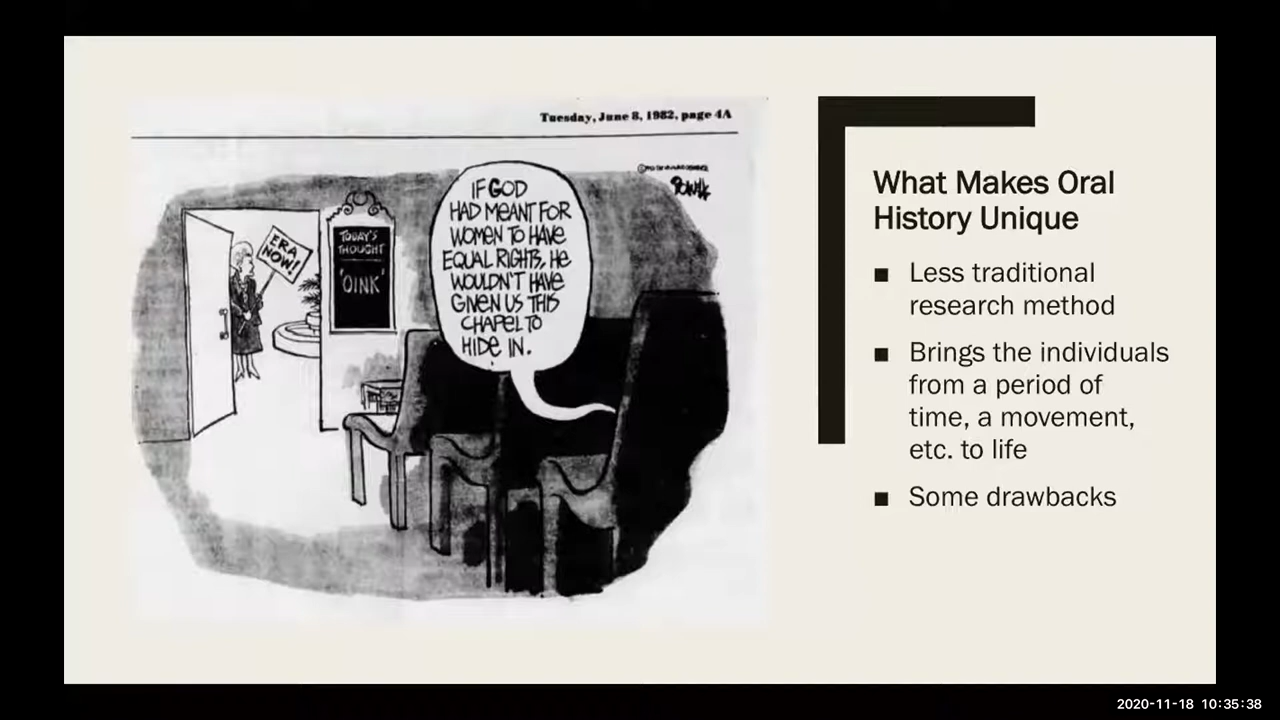 Tuesday, June 8, 1982, page 4A
ERA
NOW!
TODAY'S
THOUGHT
'OINK'
IF GOD
HAD MEANT FOR
WOMEN TO HAVE
EQUAL RIGHTS, HE
WOULDN'T HAVE
GIVEN US THIS
CHAPEL TO
HIDE IN.
What Makes Oral
History Unique
Less traditional
research method
Brings the individuals
from a period of
time, a movement,
etc. to life
Some drawbacks
2020-11-18 10:35:38